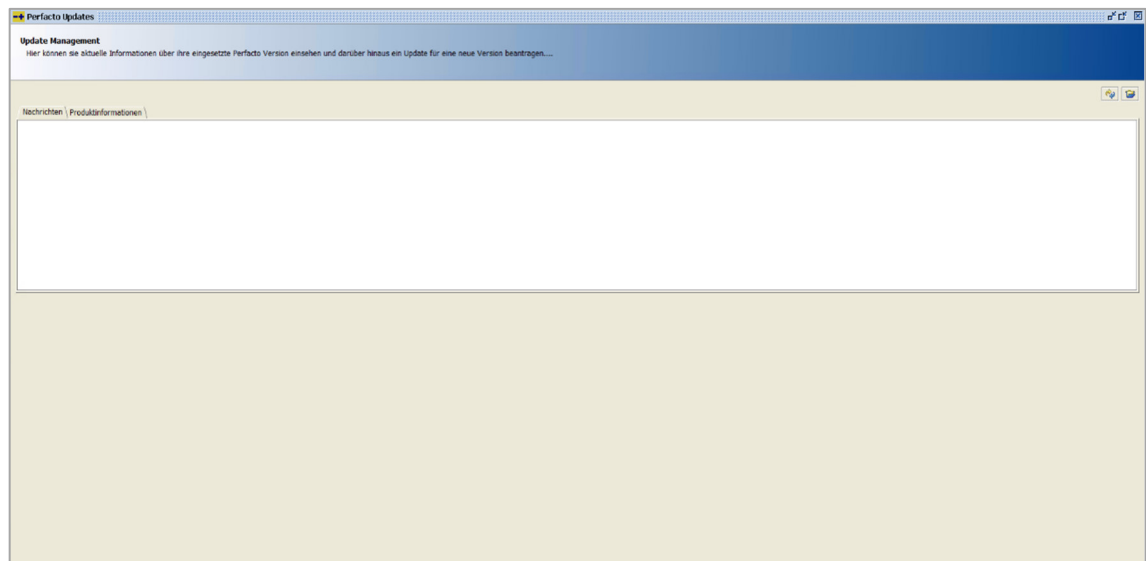 Perfacto Updates
Update Management
Hier können sie aktuelle Informationen über ihre eingesetzte Perfacto Version einsehen und darüber hinaus ein Update für eine neue Version beantragen....
Nachrichten Produktinformationen